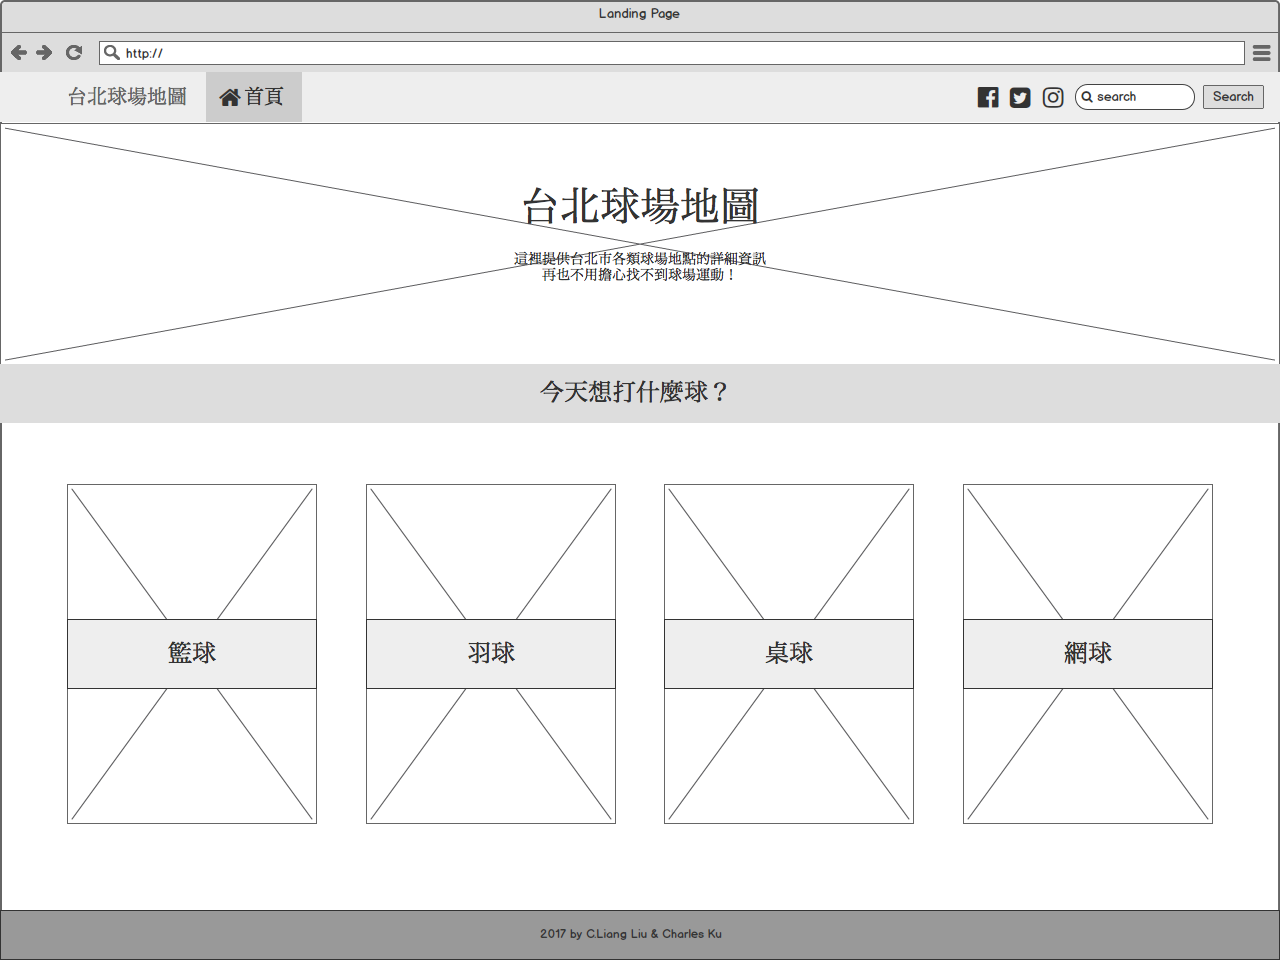 Landing Page
http://
台北球場地圖
首頁
search
Search
台北球場地圖
這裡提供台北市各類球場地點的詳細資訊
再也不用擔心找不到球場運動！
今天想打什麼球？
籃球
羽球
桌球
網球
2017 by C.Liang Liu & Charles Ku